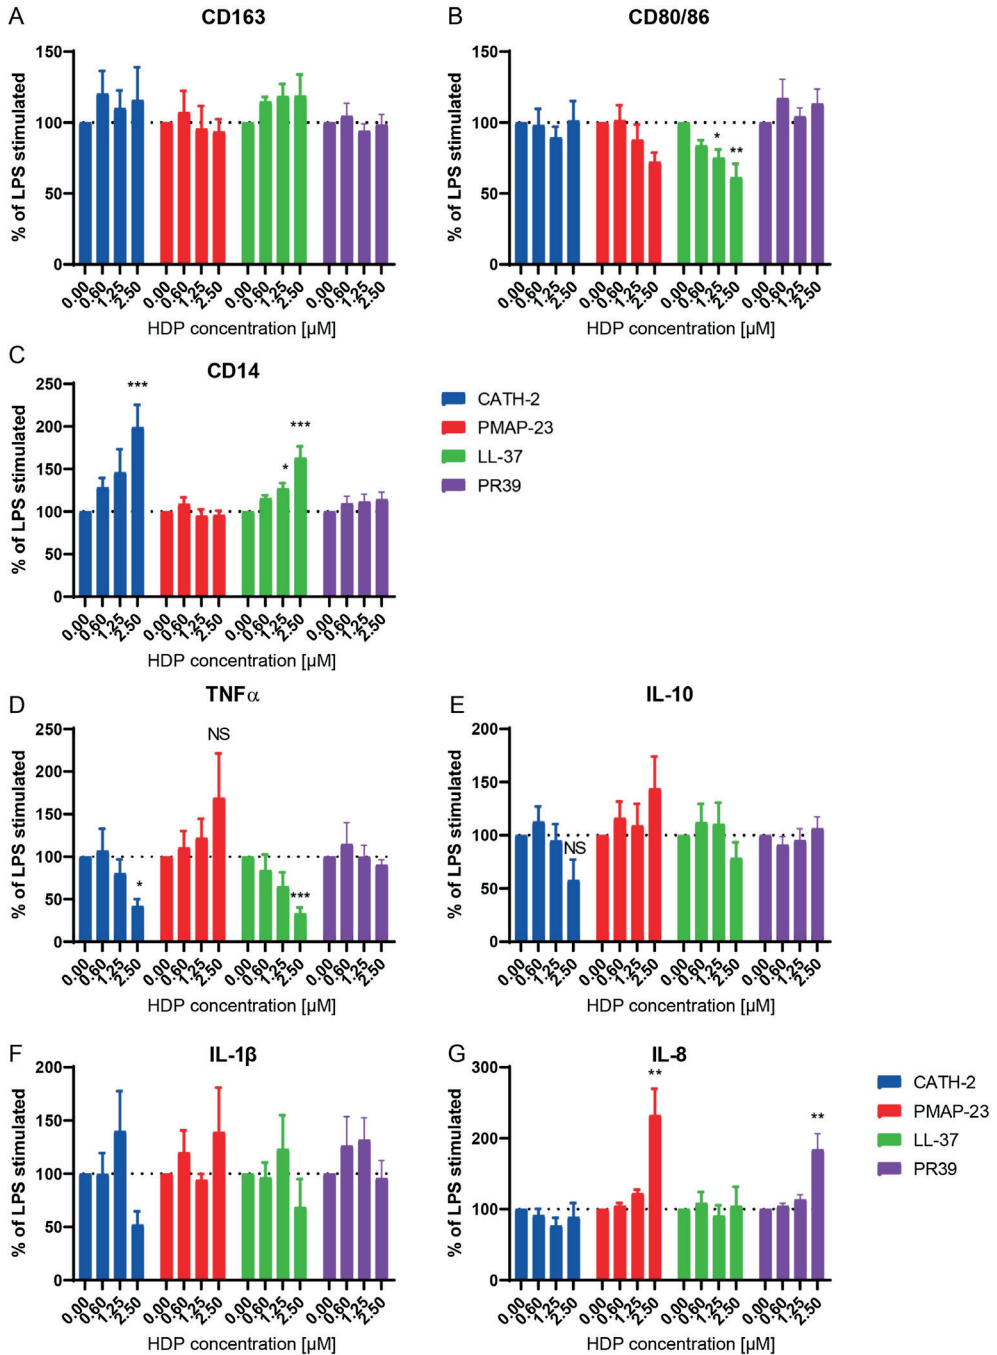 A
CD163
% of LPS stimulated
150
100
50
0
0.00 0.60 1.25 2.50 0.00 0.60 1.25 2.50 0.00 0.60 1.25 2.50 0.00 0.60 1.25 2.50
HDP concentration [µM]
B
CD80/86
% of LPS stimulated
150
100
50
0
* **
0.00 0.60 1.25 2.50 0.00 0.60 1.25 2.50 0.00 0.60 1.25 2.50 0.00 0.60 1.25 2.50
HDP concentration [µM]
C
CD14
% of LPS stimulated
250
200
150
100
50
0
*** * ***
0.00 0.60 1.25 2.50 0.00 0.60 1.25 2.50 0.00 0.60 1.25 2.50 0.00 0.60 1.25 2.50
HDP concentration [µM]
CATH-2
PMAP-23
LL-37
PR39
D
TNFα
% of LPS stimulated
250
200
150
100
50
0
* NS ***
0.00 0.60 1.25 2.50 0.00 0.60 1.25 2.50 0.00 0.60 1.25 2.50 0.00 0.60 1.25 2.50
HDP concentration [µM]
E
IL-10
% of LPS stimulated
200
150
100
50
0
NS
0.00 0.60 1.25 2.50 0.00 0.60 1.25 2.50 0.00 0.60 1.25 2.50 0.00 0.60 1.25 2.50
HDP concentration [µM]
F
IL-1β
% of LPS stimulated
200
150
100
50
0
0.00 0.60 1.25 2.50 0.00 0.60 1.25 2.50 0.00 0.60 1.25 2.50 0.00 0.60 1.25 2.50
HDP concentration [µM]
G
IL-8
% of LPS stimulated
300
200
100
0
** **
0.00 0.60 1.25 2.50 0.00 0.60 1.25 2.50 0.00 0.60 1.25 2.50 0.00 0.60 1.25 2.50
HDP concentration [µM]
CATH-2
PMAP-23
LL-37
PR39